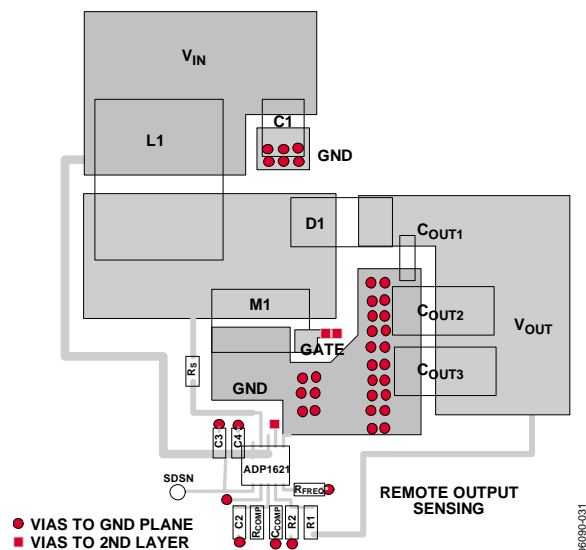 VIN
L1
C1
GND
D1
COUT1
M1
COUT2
VOUT
GATE
COUT3
RS
GND
C3
C4
ADP1621
SDSN
RFREQ
REMOTE OUTPUT
SENSING
C2
RCOMP
CCOMP
R2
R1
VIAS TO GND PLANE
VIAS TO 2ND LAYER
06090-031